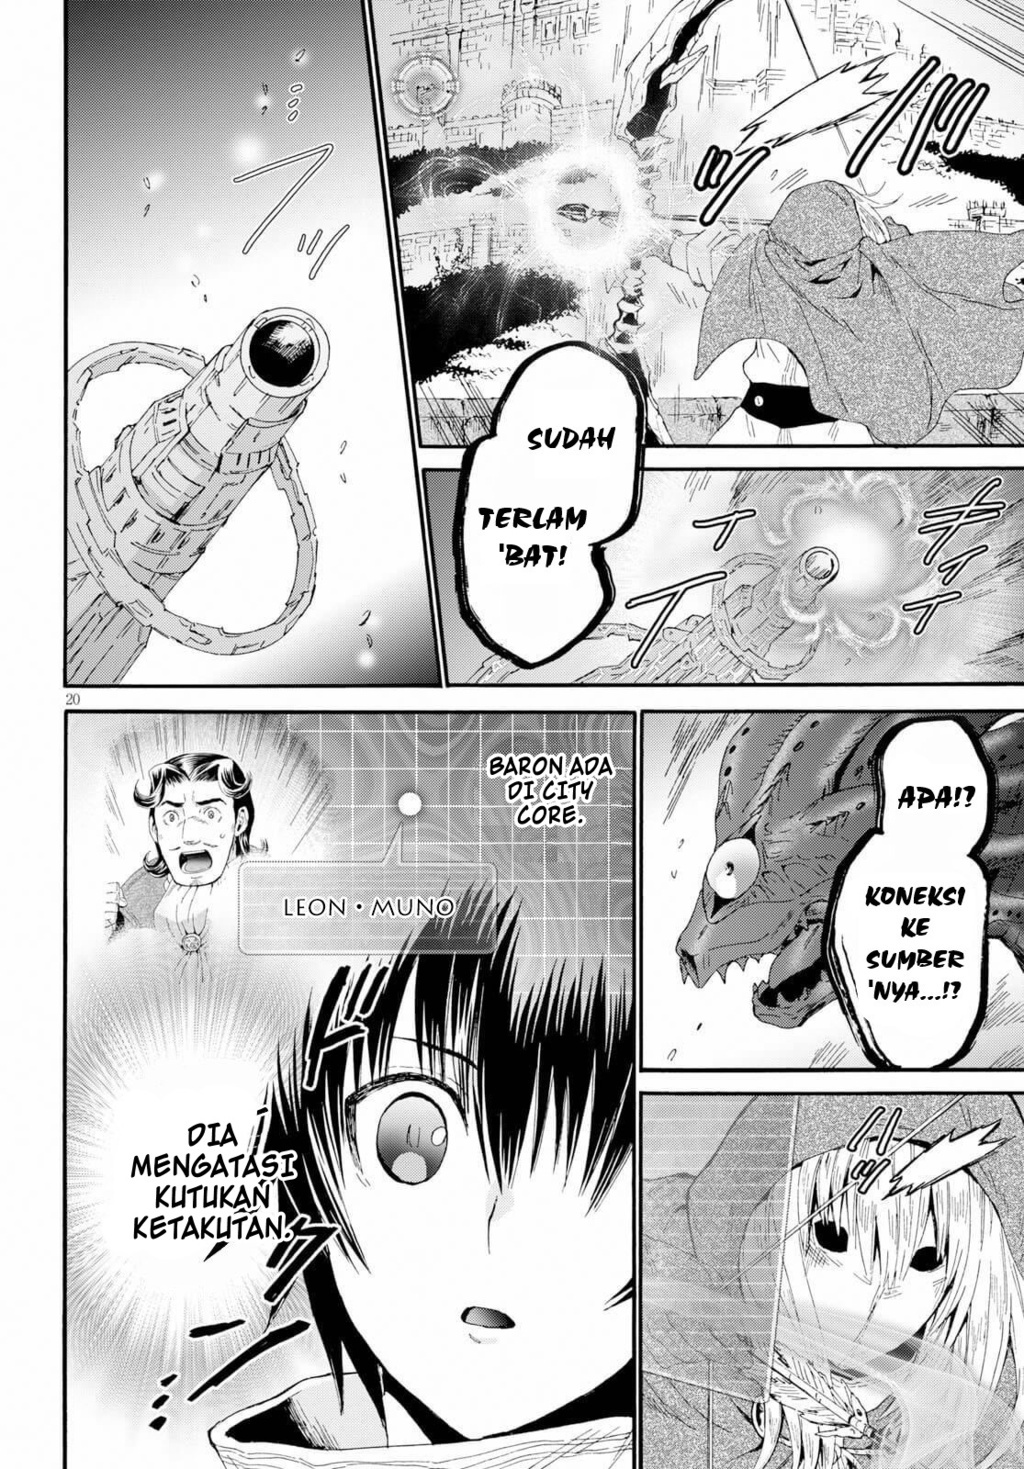 SUDAH
TERLAM
'BAT!
20
APA!?
KONEKSI
KE
SUMBER
'NYA...!?
BARON ADA
DI CITY
CORE.
LEON・MUNO
DIA
MENGATASI
KUTUKAN
KETAKUTAN.